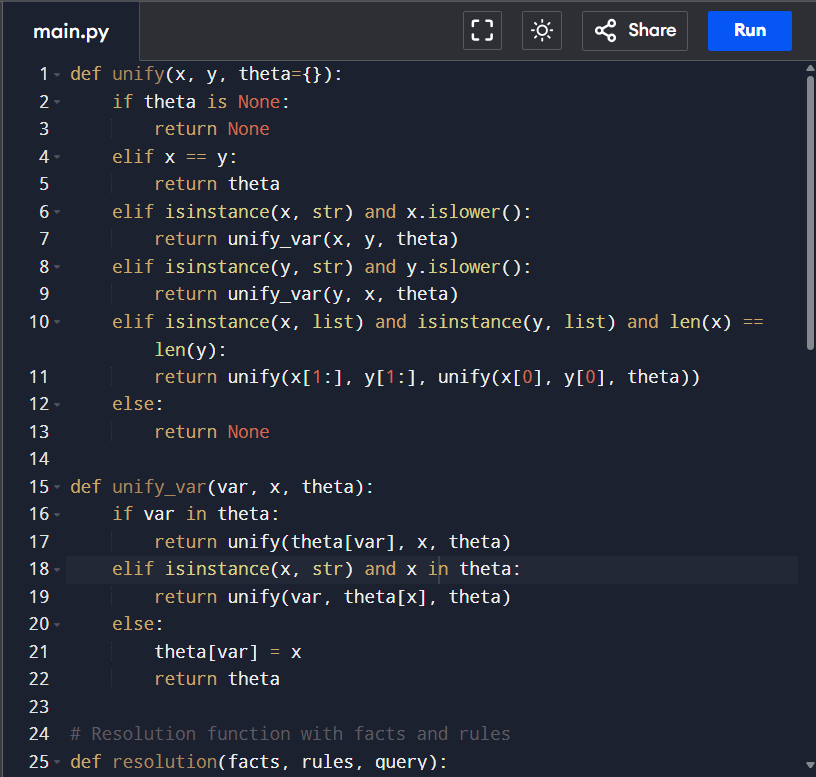 main.py
Share
Run
1 def unify(x, y, theta={}):
2     if theta is None:
3         return None
4     elif x == y:
5         return theta
6     elif isinstance(x, str) and x.islower():
7         return unify_var(x, y, theta)
8     elif isinstance(y, str) and y.islower():
9         return unify_var(y, x, theta)
10     elif isinstance(x, list) and isinstance(y, list) and len(x) ==
        len(y):
11         return unify(x[1:], y[1:], unify(x[0], y[0], theta))
12     else:
13         return None
14
15 def unify_var(var, x, theta):
16     if var in theta:
17         return unify(theta[var], x, theta)
18     elif isinstance(x, str) and x in theta:
19         return unify(var, theta[x], theta)
20     else:
21         theta[var] = x
22         return theta
23
24 # Resolution function with facts and rules
25 def resolution(facts, rules, query):